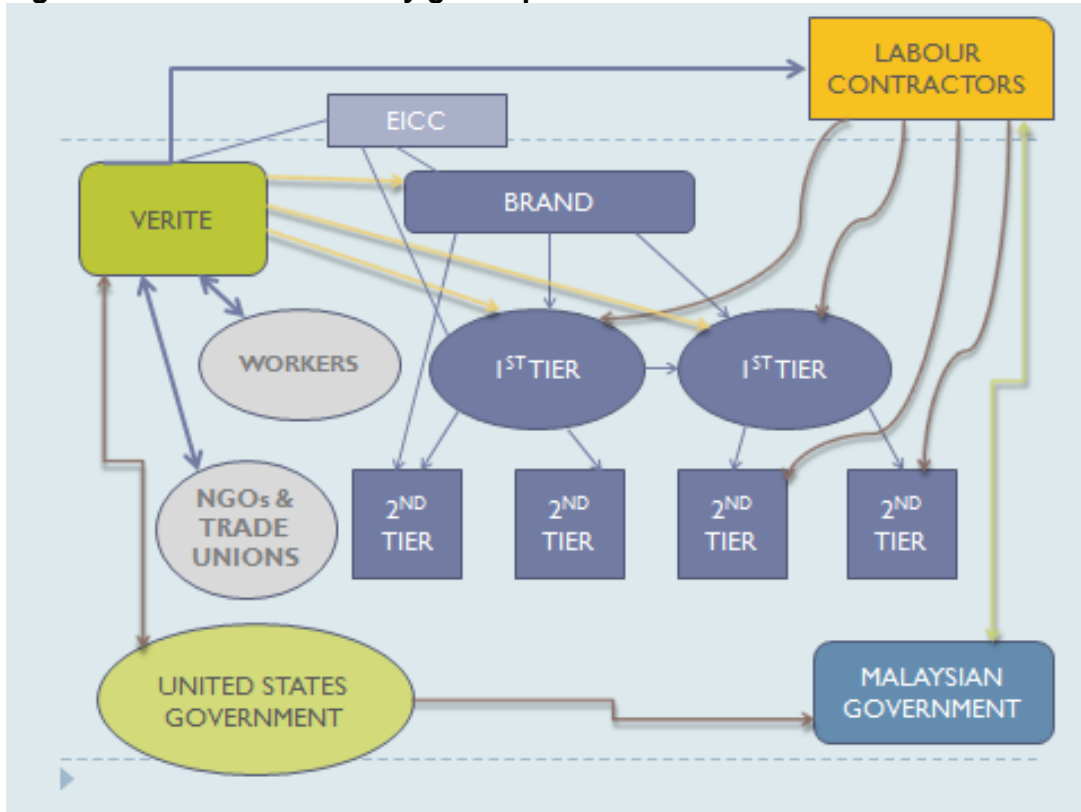 LABOUR
CONTRACTORS
EICC
VERITE
BRAND
WORKERS
1ST TIER
1ST TIER
NGOs &
TRADE
UNIONS
2ND
TIER
2ND
TIER
2ND
TIER
2ND
TIER
UNITED STATES
GOVERNMENT
MALAYSIAN
GOVERNMENT